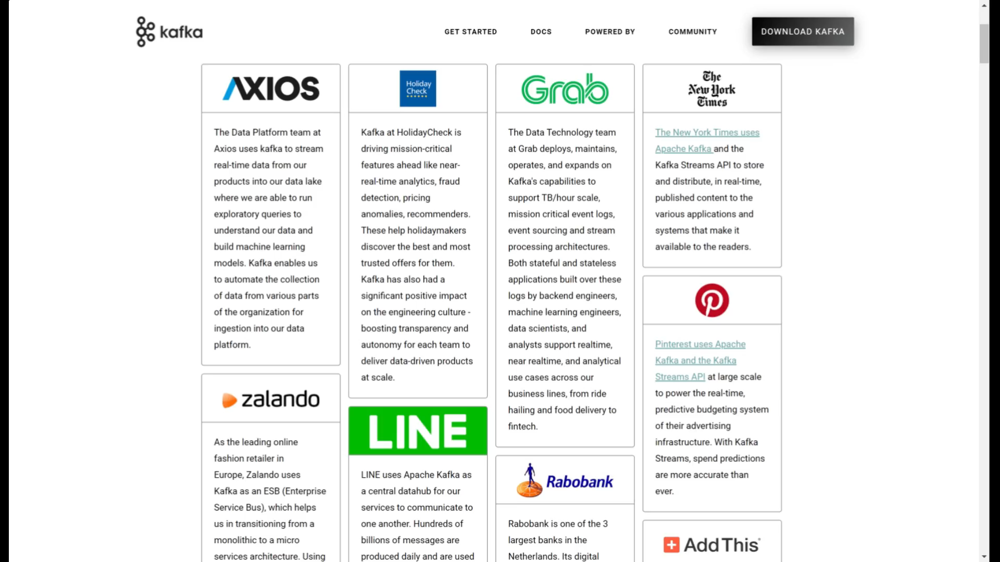 kafka
GET STARTED
DOCS
POWERED BY
COMMUNITY
DOWNLOAD KAFKA
AXIOS
The Data Platform team at
Axios uses kafka to stream
real-time data from our
products into our data lake
where we are able to run
exploratory queries to
understand our data and
build machine learning
models. Kafka enables us
to automate the collection
of data from various parts
of the organization for
ingestion into our data
platform.
zalando
As the leading online
fashion retailer in
Europe, Zalando uses
Kafka as an ESB (Enterprise
Service Bus), which helps
us in transitioning from a
monolithic to a micro
services architecture. Using
Holiday
Check
Kafka at HolidayCheck is
driving mission-critical
features ahead like near-
real-time analytics, fraud
detection, pricing
anomalies, recommenders.
These help holidaymakers
discover the best and most
trusted offers for them.
Kafka has also had a
significant positive impact
on the engineering culture -
boosting transparency and
autonomy for each team to
deliver data-driven products
at scale.
LINE
LINE uses Apache Kafka as
a central datahub for our
services to communicate to
one another. Hundreds of
billions of messages are
produced daily and are used
Grab
The Data Technology team
at Grab deploys, maintains,
operates, and expands on
Kafka's capabilities to
support TB/hour scale,
mission critical event logs,
event sourcing and stream
processing architectures.
Both stateful and stateless
applications built over these
logs by backend engineers,
machine learning engineers,
data scientists, and
analysts support realtime,
near realtime, and analytical
use cases across our
business lines, from ride
hailing and food delivery to
fintech.
Rabobank
Rabobank is one of the 3
largest banks in the
Netherlands. Its digital
The
New York
Times
The New York Times uses
Apache Kafka and the
Kafka Streams API to store
and distribute, in real-time,
published content to the
various applications and
systems that make it
available to the readers.
Pinterest uses Apache
Kafka and the Kafka
Streams API at large scale
to power the real-time,
predictive budgeting system
of their advertising
infrastructure. With Kafka
Streams, spend predictions
are more accurate than
ever.
AddThis